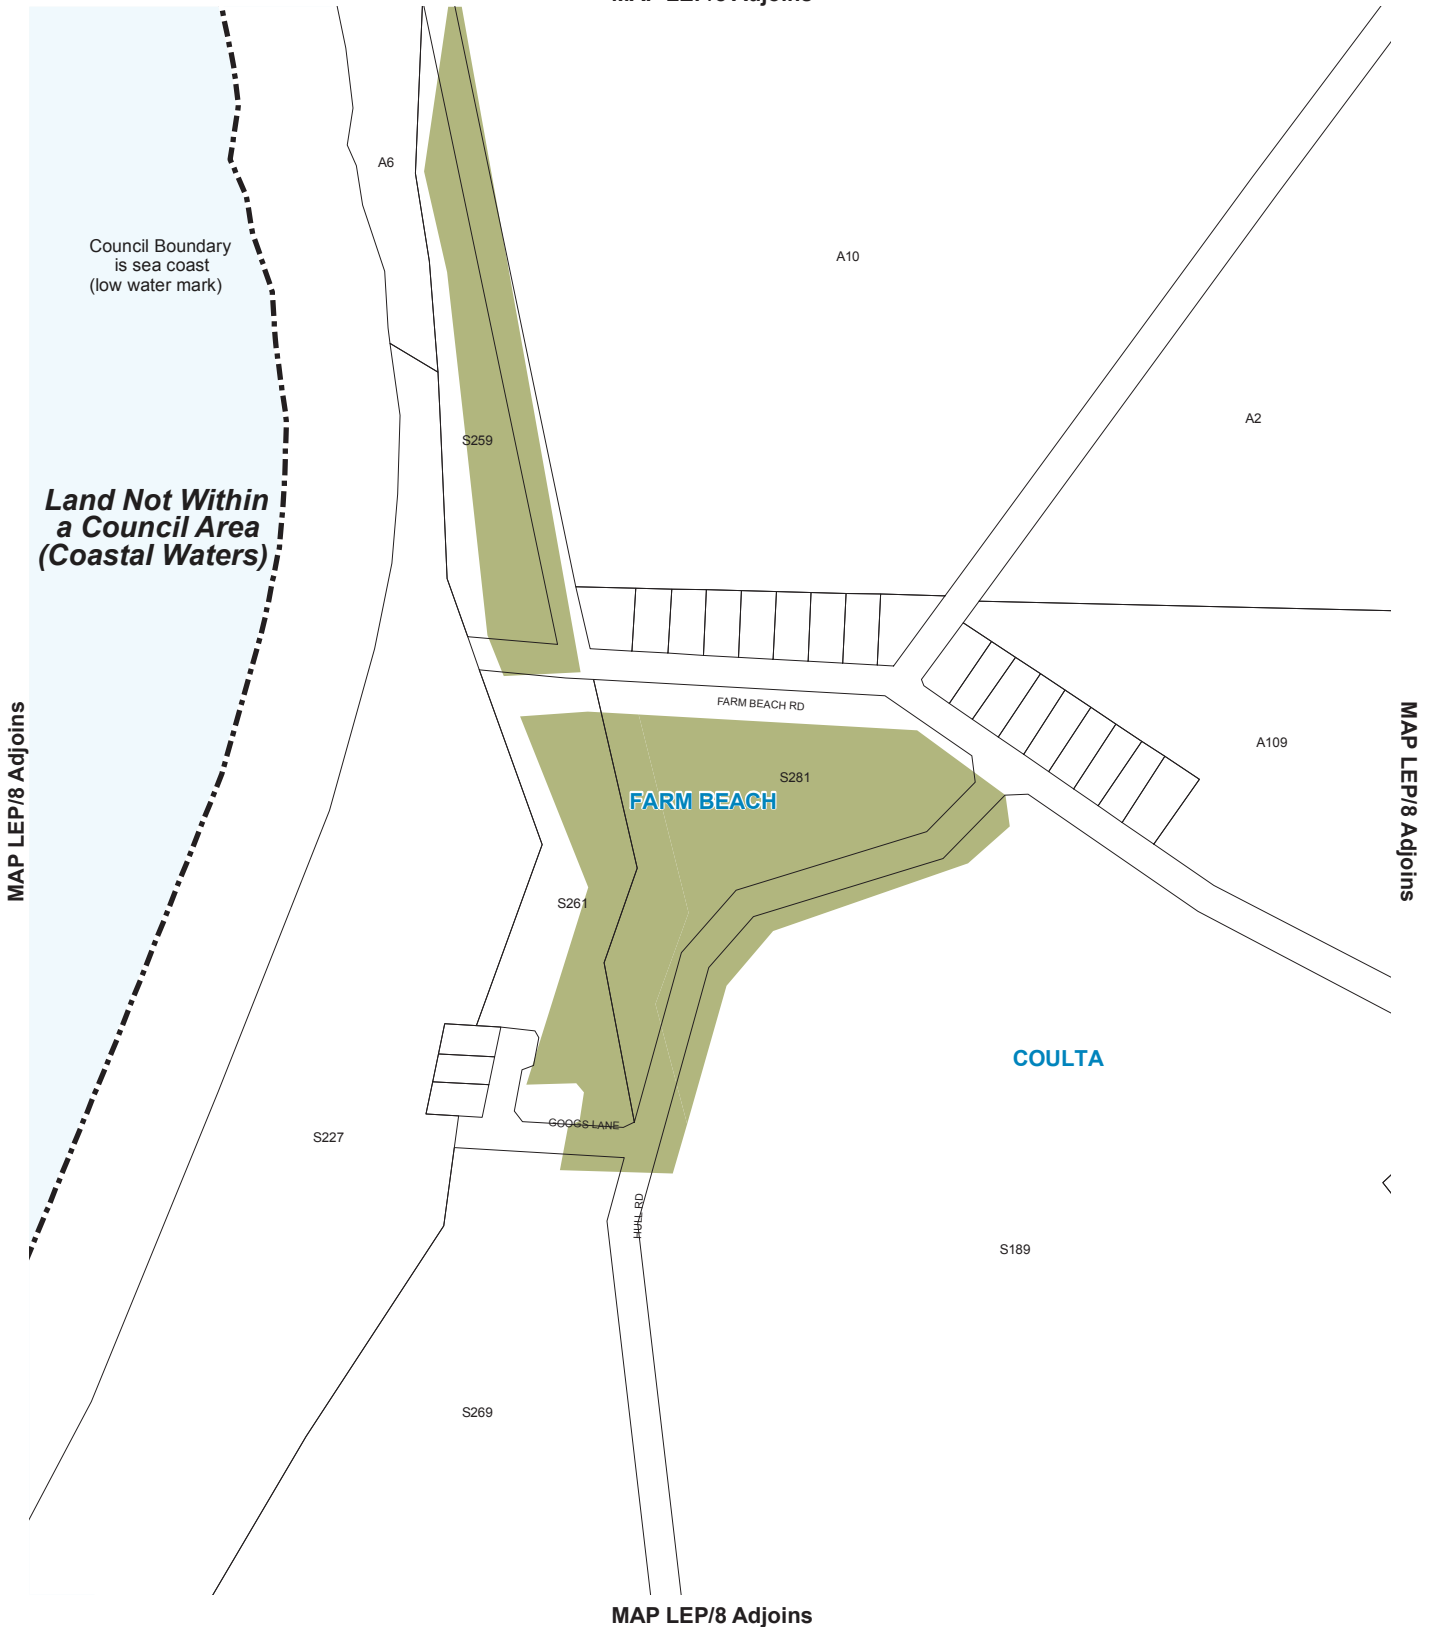 MAP LEP/8 Adjoins
A6
Council Boundary
is sea coast
(low water mark)
A10
A2
S259
Land Not Within
a Council Area
(Coastal Waters)
MAP LEP/8 Adjoins
FARM BEACH RD
MAP LEP/8 Adjoins
A109
S281
FARM BEACH
S261
COULTA
GOOGS LANE
S227
HULL RD
S189
S269
MAP LEP/8 Adjoins